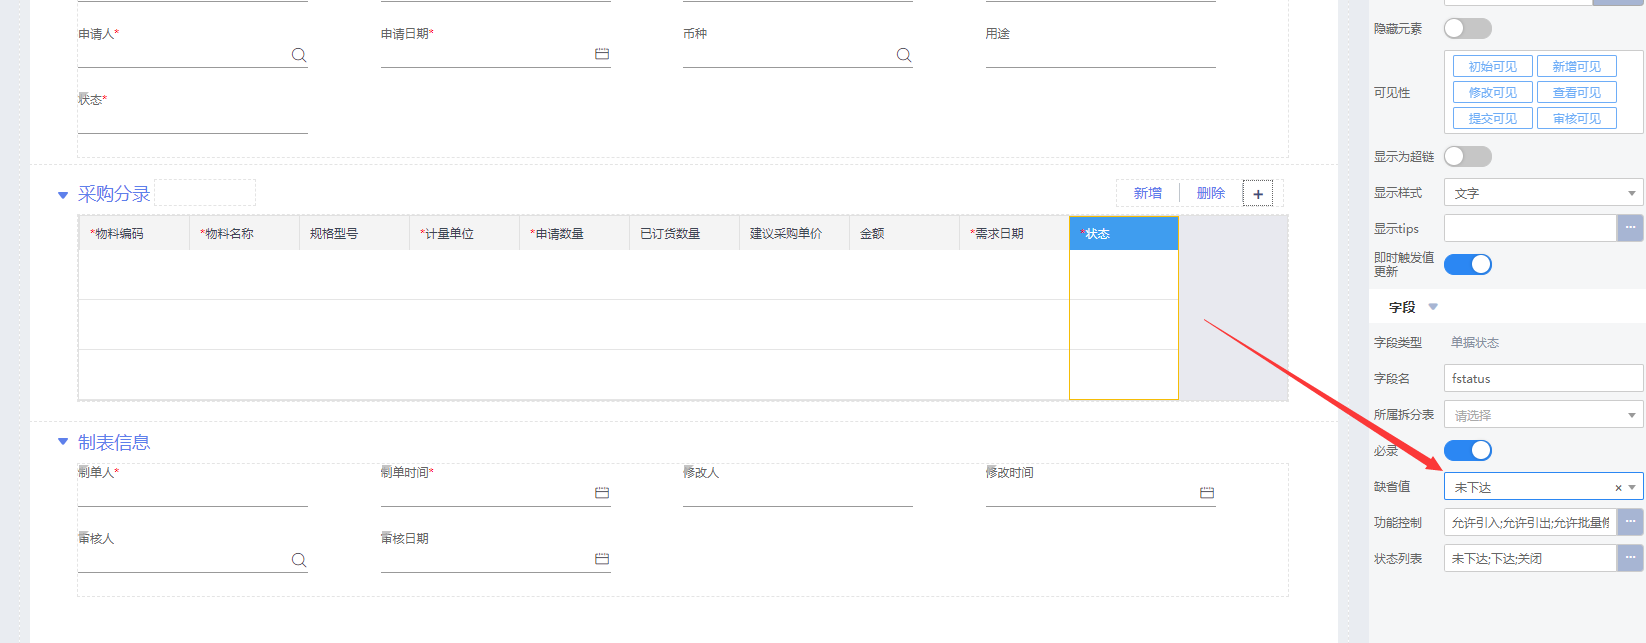 申请人*
申请日期*
币种
用途
状态*
采购分录
新增
删除
+
*物料编码
*物料名称
规格型号
*计量单位
*申请数量
已订货数量
建议采购单价
金额
*需求日期
*状态
制表信息
制单人*
制单时间*
修改人
修改时间
审核人
审核日期
隐藏元素
可见性
初始可见
新增可见
修改可见
查看可见
提交可见
审核可见
显示为超链
显示样式
文字
显示tips
···
即时触发值
更新
字段
字段类型
单据状态
字段名
fstatus
所属拆分表
请选择
必录
缺省值
未下达
×
功能控制
允许引入;允许引出;允许批量修
···
状态列表
未下达;下达;关闭
···